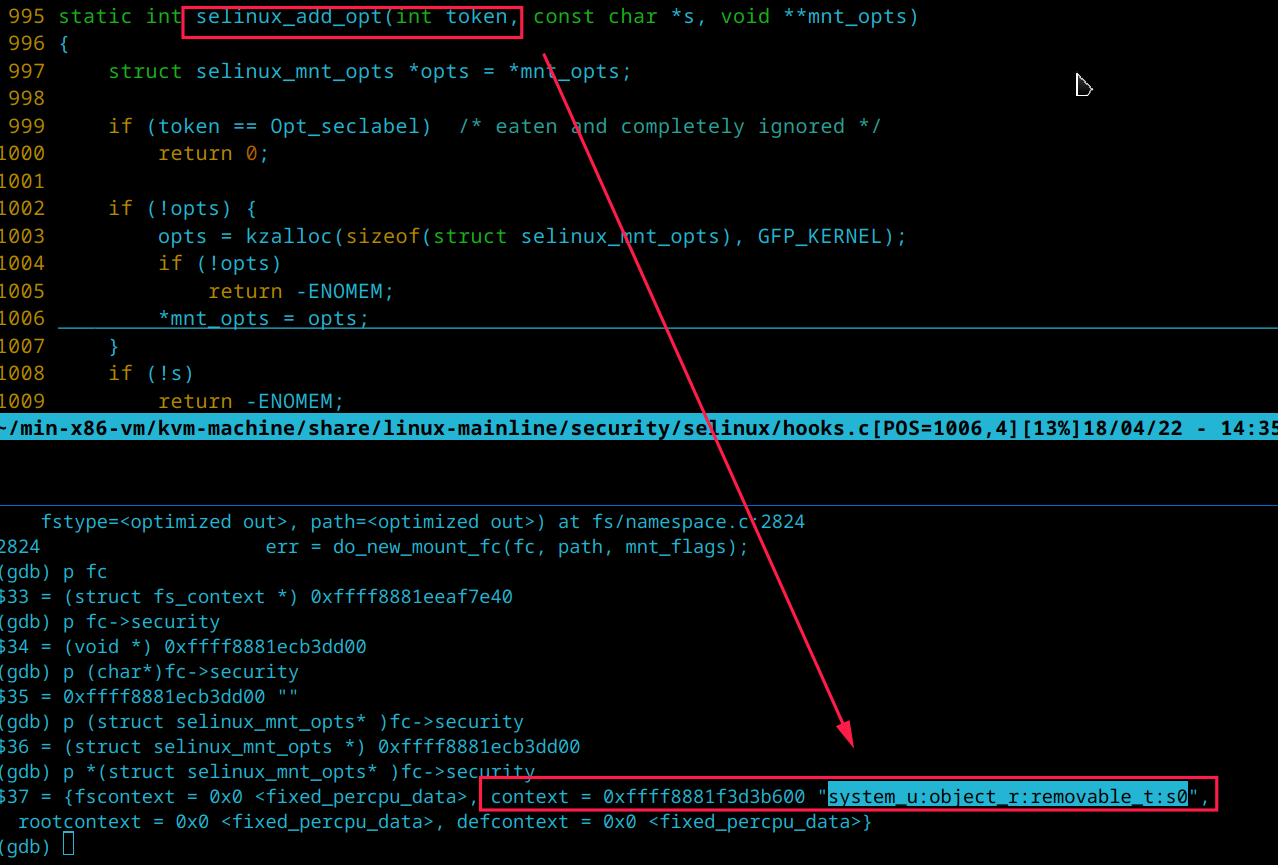 995 static int selinux_add_opt(int token, const char *s, void **mnt_opts)
996 {
997     struct selinux_mnt_opts *opts = *mnt_opts;
998
999     if (token == Opt_seclabel)  /* eaten and completely ignored */
1000         return 0;
1001
1002     if (!opts) {
1003         opts = kzalloc(sizeof(struct selinux_mnt_opts), GFP_KERNEL);
1004         if (!opts)
1005             return -ENOMEM;
1006         *mnt_opts = opts;
1007     }
1008     if (!s)
1009         return -ENOMEM;
~/min-x86-vm/kvm-machine/share/linux-mainline/security/selinux/hooks.c[POS=1006,4][13%]18/04/22 - 14:35
    fstype=<optimized out>, path=<optimized out>) at fs/namespace.c:2824
2824                    err = do_new_mount_fc(fc, path, mnt_flags);
(gdb) p fc
$33 = (struct fs_context *) 0xffff8881eeaf7e40
(gdb) p fc->security
$34 = (void *) 0xffff8881ecb3dd00
(gdb) p (char*)fc->security
$35 = 0xffff8881ecb3dd00 ""
(gdb) p (struct selinux_mnt_opts* )fc->security
$36 = (struct selinux_mnt_opts *) 0xffff8881ecb3dd00
(gdb) p *(struct selinux_mnt_opts* )fc->security
$37 = {fscontext = 0x0 <fixed_percpu_data>, context = 0xffff8881f3d3b600 "system_u:object_r:removable_t:s0",
  rootcontext = 0x0 <fixed_percpu_data>, defcontext = 0x0 <fixed_percpu_data>}
(gdb)